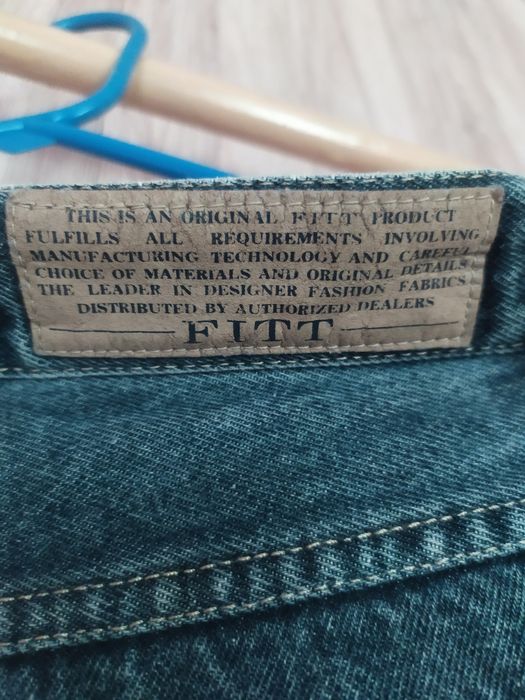 THIS IS AN ORIGINAL FITT PRODUCT
FULFILLS ALL REQUIREMENTS INVOLVING
MANUFACTURING TECHNOLOGY AND CAREFUL
CHOICE OF MATERIALS AND ORIGINAL DETAILS
THE LEADER IN DESIGNER FASHION FABRICS
DISTRIBUTED BY AUTHORIZED DEALERS
FITT